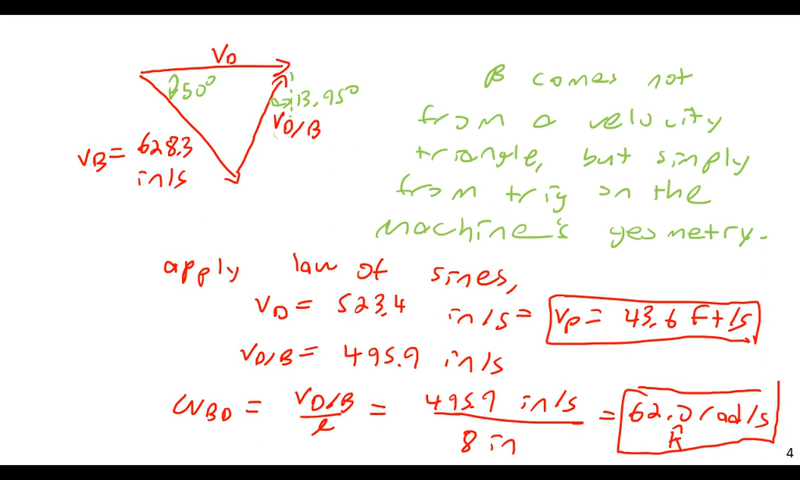 VD
50°
13.95°
VD/B
VB = 628.3
in/s
β comes not
from a velocity
triangle, but simply
from trig on the
machine's geometry.
apply law of sines,
VD = 523.4 in/s = VP = 43.6 ft/s
VD/B = 495.9 in/s
ωBD = VD/B / l = 495.9 in/s / 8 in = 62.0 rad/s
k̂
4